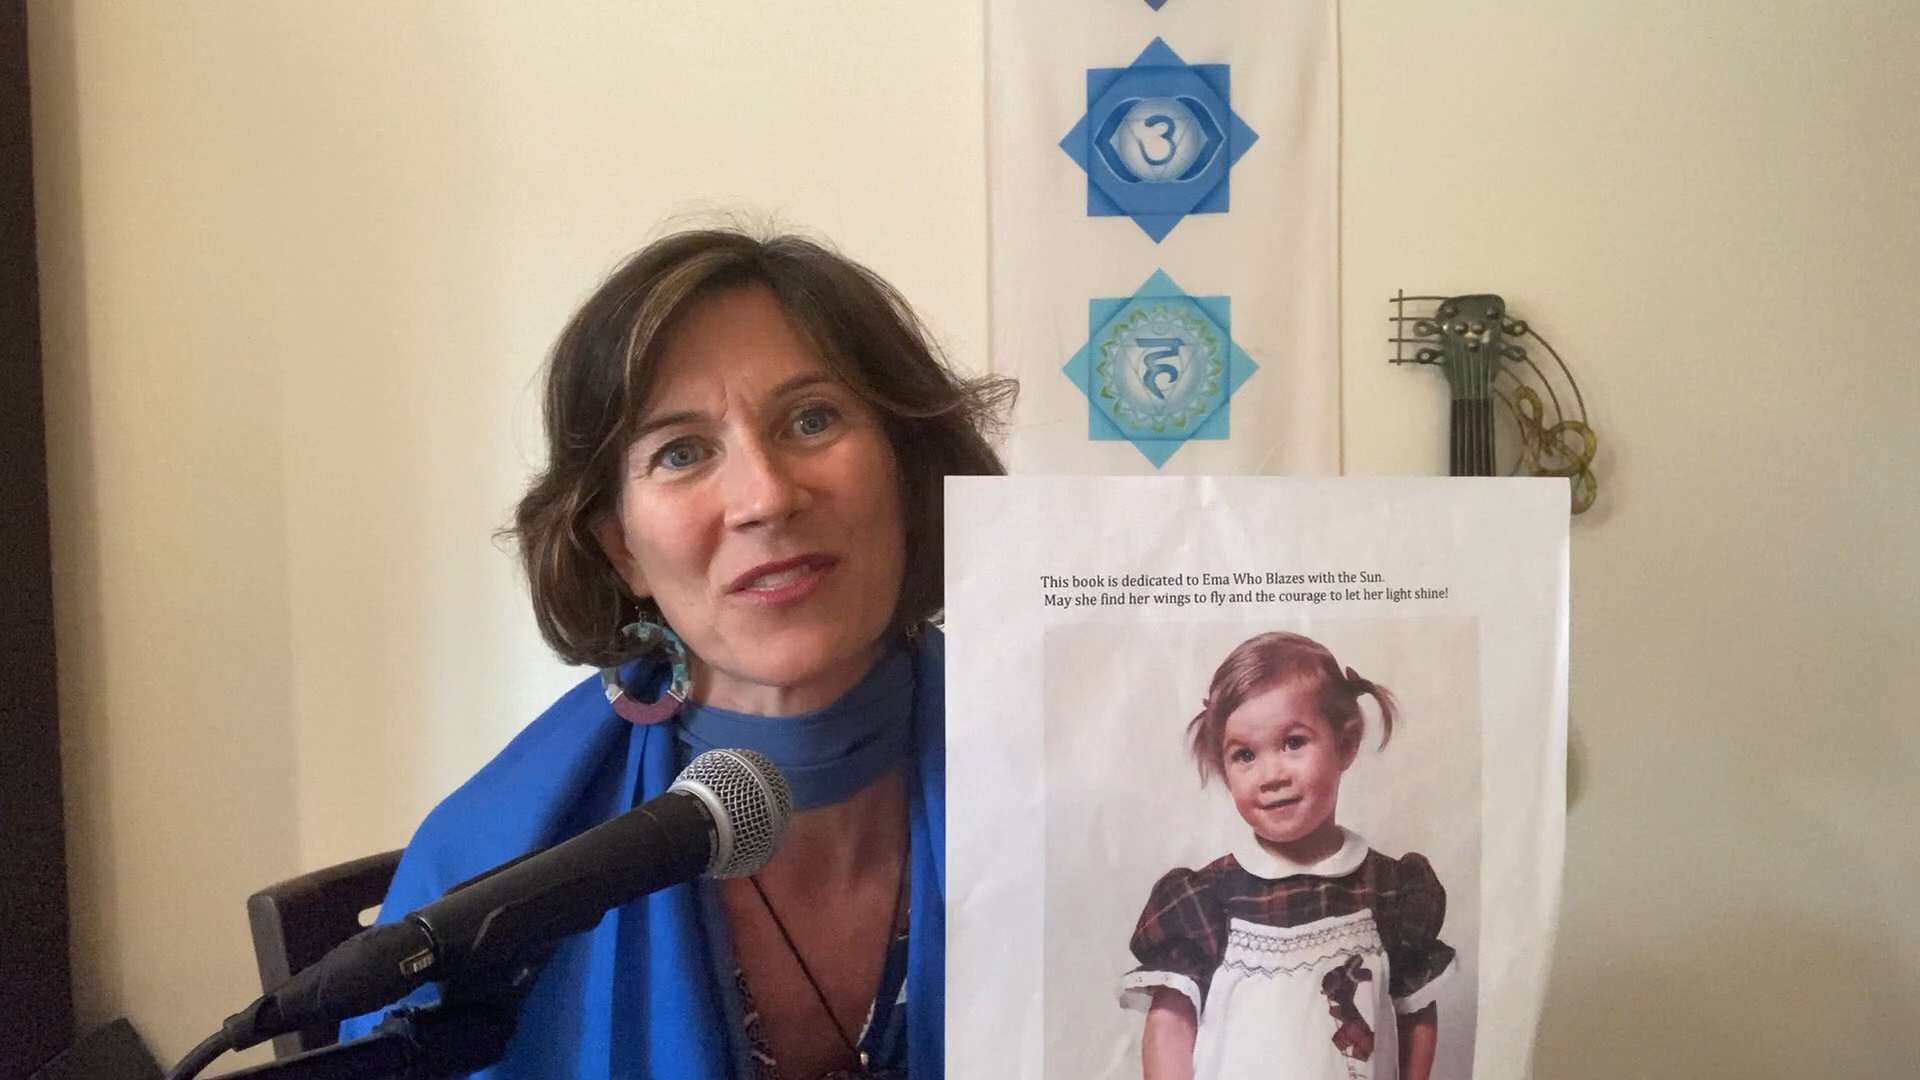 ॐ
हं
This book is dedicated to Ema Who Blazes with the Sun.
May she find her wings to fly and the courage to let her light shine!